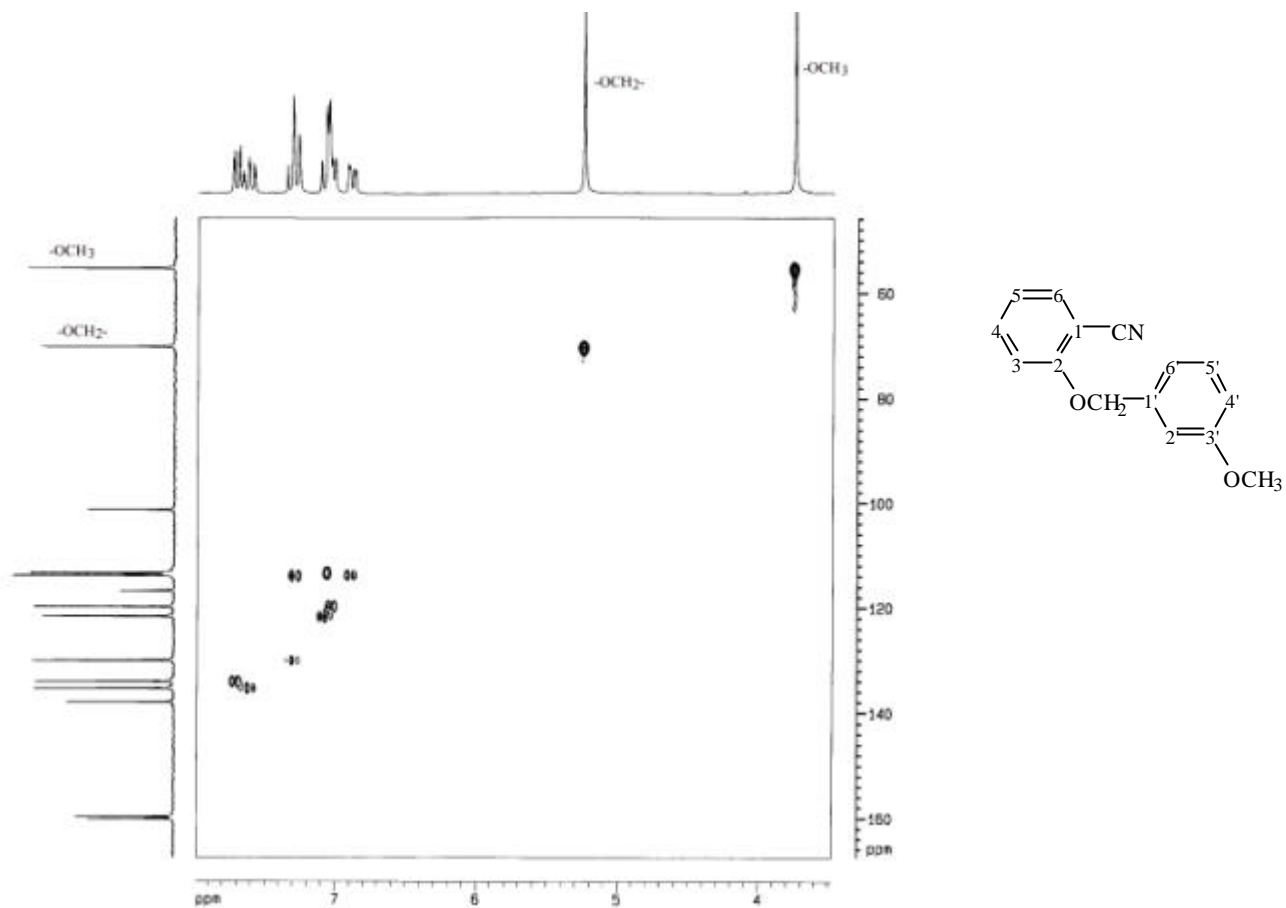 -OCH2-
-OCH3
-OCH3
-OCH2-
60
80
100
120
140
160
ppm
ppm 7 6 5 4
5 6
4 1 CN
3 2
OCH2 1' 6' 5' 4'
2' 3'
OCH3